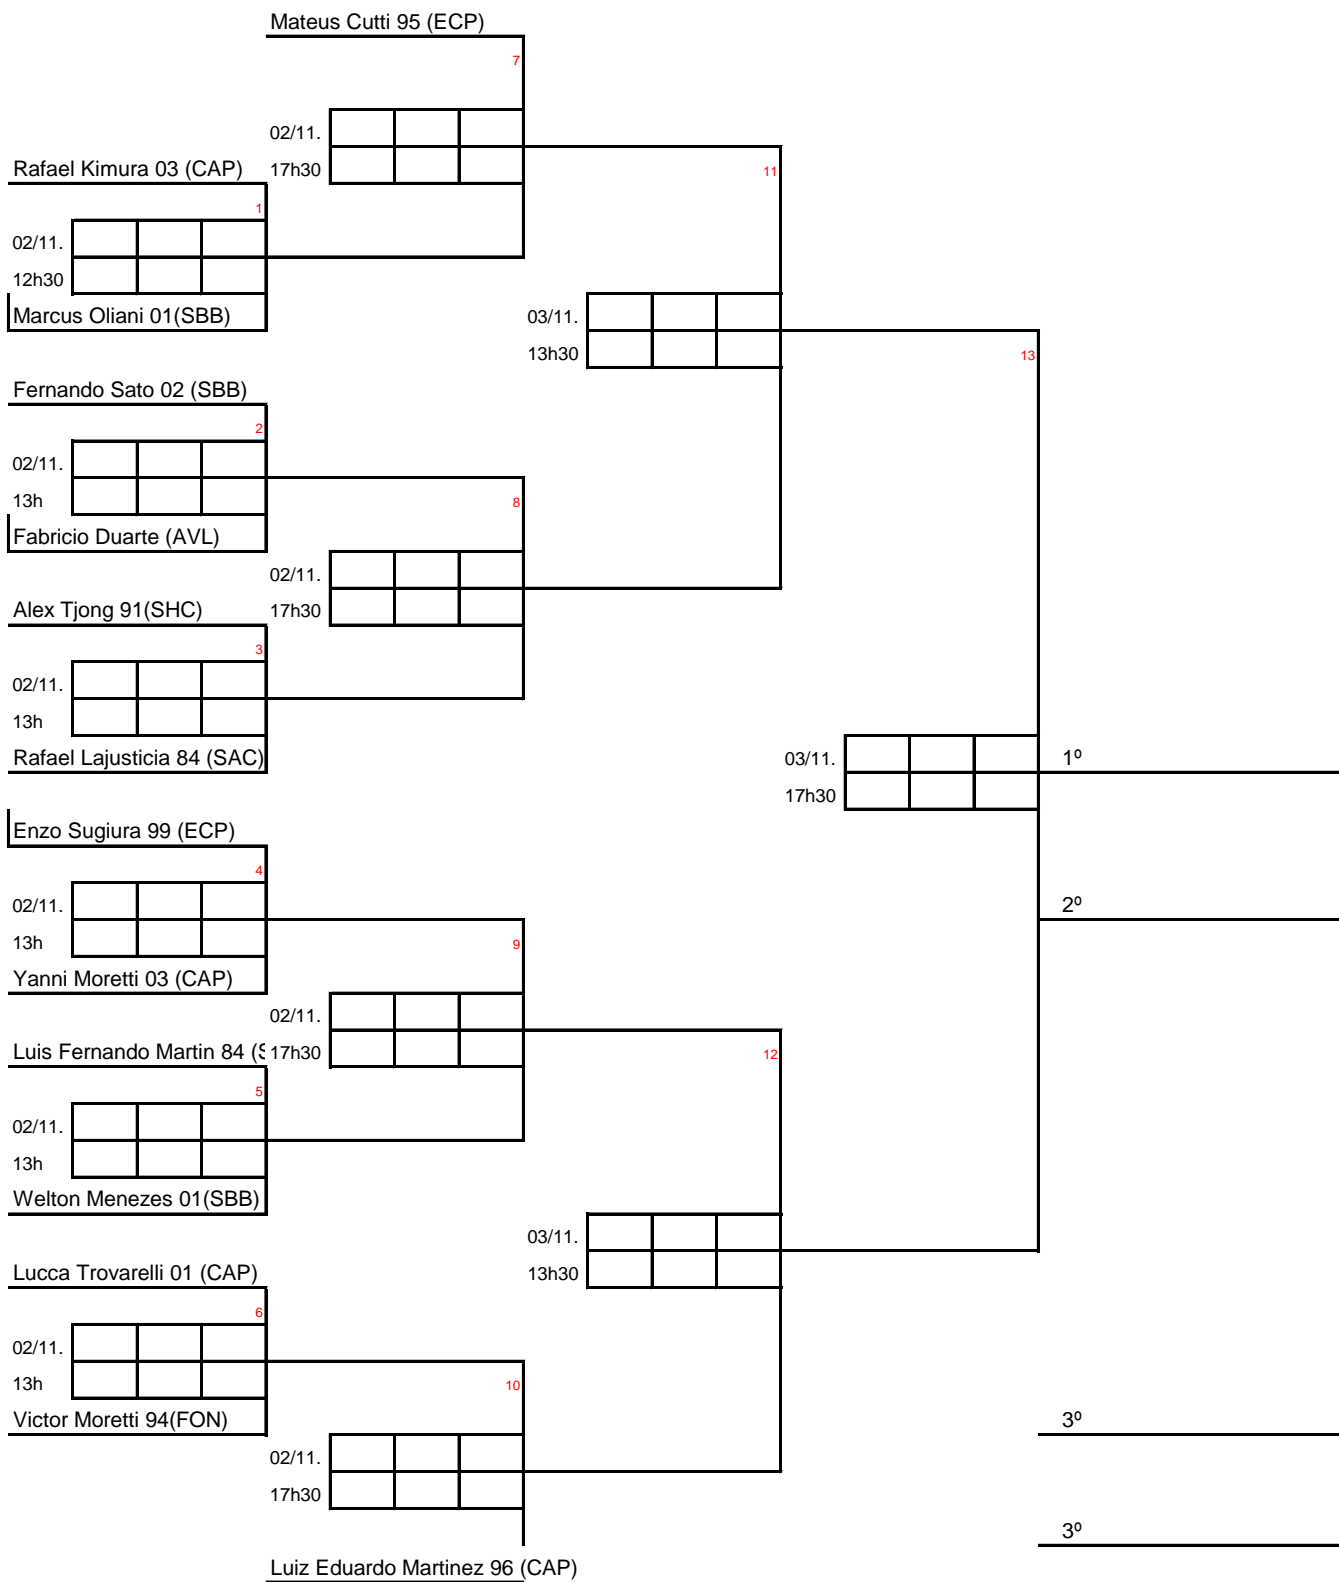 Mateus Cutti 95 (ECP)
7
02/11.
17h30
Rafael Kimura 03 (CAP)
11
1
02/11.
12h30
Marcus Oliani 01(SBB)
03/11.
13h30
13
Fernando Sato 02 (SBB)
2
02/11.
13h
8
Fabricio Duarte (AVL)
02/11.
17h30
Alex Tjong 91(SHC)
3
02/11.
13h
Rafael Lajusticia 84 (SAC)
03/11.
17h30
1º
Enzo Sugiura 99 (ECP)
4
02/11.
13h
2º
9
Yanni Moretti 03 (CAP)
02/11.
17h30
Luis Fernando Martin 84 (
12
5
02/11.
13h
Welton Menezes 01(SBB)
03/11.
13h30
Lucca Trovarelli 01 (CAP)
6
02/11.
13h
10
Victor Moretti 94(FON)
3º
02/11.
17h30
3º
Luiz Eduardo Martinez 96 (CAP)